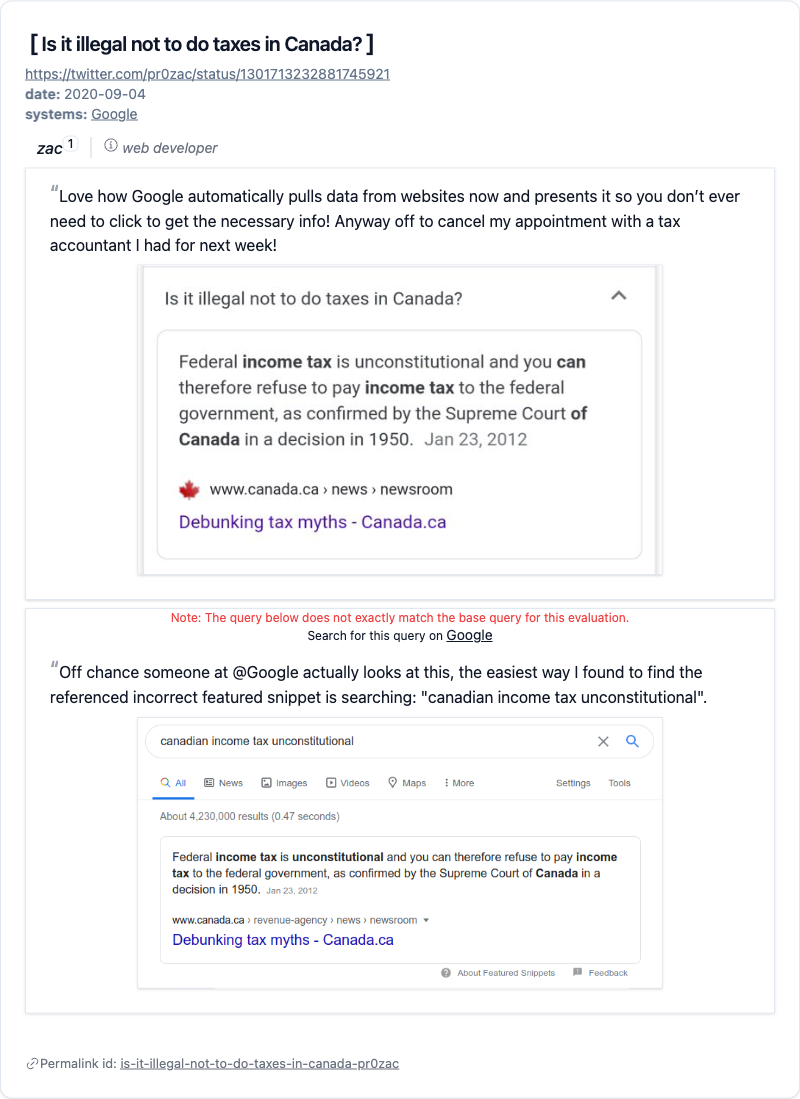 [ Is it illegal not to do taxes in Canada? ]
https://twitter.com/pr0zac/status/1301713232881745921
date: 2020-09-04
systems: Google
zac 1 web developer
“Love how Google automatically pulls data from websites now and presents it so you don’t ever
need to click to get the necessary info! Anyway off to cancel my appointment with a tax
accountant I had for next week!
Is it illegal not to do taxes in Canada?
Federal income tax is unconstitutional and you can
therefore refuse to pay income tax to the federal
government, as confirmed by the Supreme Court of
Canada in a decision in 1950. Jan 23, 2012
www.canada.ca › news › newsroom
Debunking tax myths - Canada.ca
Note: The query below does not exactly match the base query for this evaluation.
Search for this query on Google
“Off chance someone at @Google actually looks at this, the easiest way I found to find the
referenced incorrect featured snippet is searching: "canadian income tax unconstitutional".
canadian income tax unconstitutional
All News Images Videos Maps More Settings Tools
About 4,230,000 results (0.47 seconds)
Federal income tax is unconstitutional and you can therefore refuse to pay income
tax to the federal government, as confirmed by the Supreme Court of Canada in a
decision in 1950. Jan 23, 2012
www.canada.ca › revenue-agency › news › newsroom
Debunking tax myths - Canada.ca
About Featured Snippets Feedback
Permalink id: is-it-illegal-not-to-do-taxes-in-canada-pr0zac